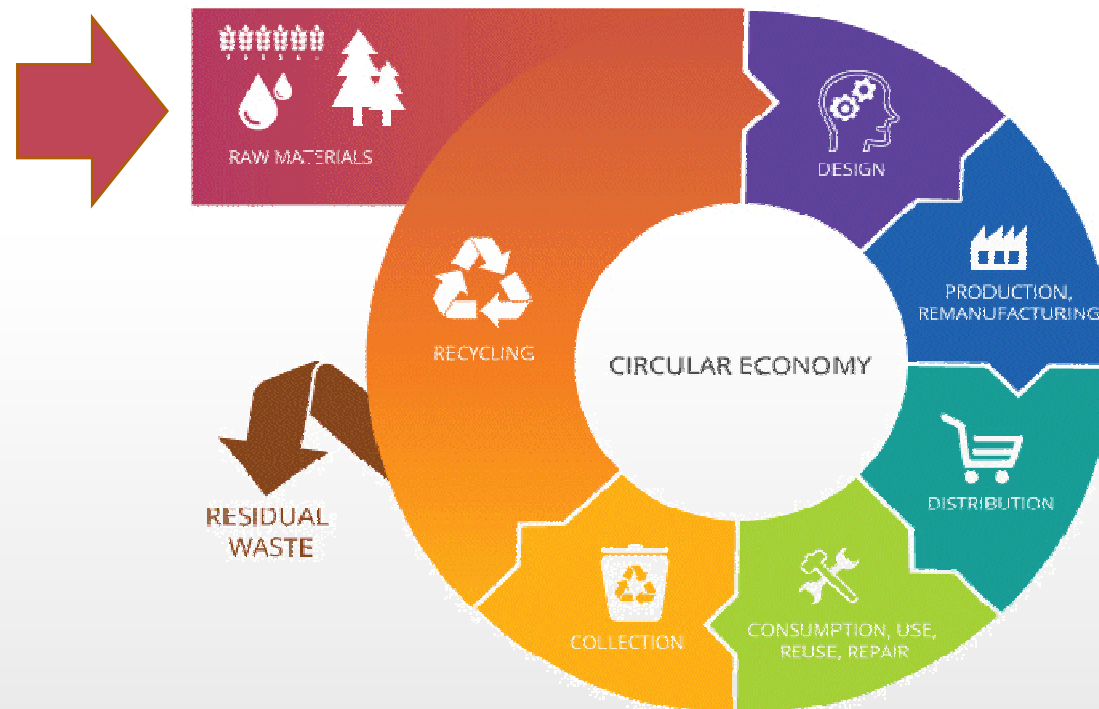 RAW MATERIALS
DESIGN
PRODUCTION,
REMANUFACTURING
RECYCLING
CIRCULAR ECONOMY
DISTRIBUTION
RESIDUAL
WASTE
CONSUMPTION, USE,
REUSE, REPAIR
COLLECTION